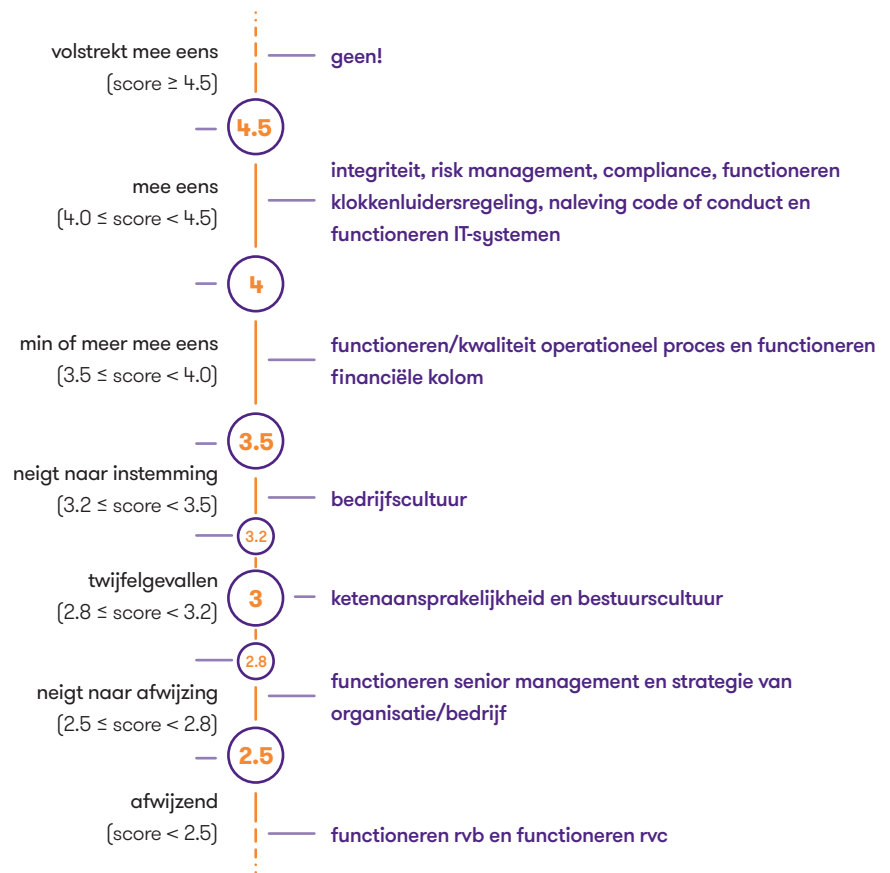 volstrekt mee eens
(score ≥ 4.5)
geen!
4.5
mee eens
(4.0 ≤ score < 4.5)
integriteit, risk management, compliance, functioneren
klokkenluidersregeling, naleving code of conduct en
functioneren IT-systemen
4
min of meer mee eens
(3.5 ≤ score < 4.0)
functioneren/kwaliteit operationeel proces en functioneren
financiële kolom
3.5
neigt naar instemming
(3.2 ≤ score < 3.5)
bedrijfscultuur
3.2
twijfelgevallen
(2.8 ≤ score < 3.2)
3
ketenaansprakelijkheid en bestuurscultuur
2.8
neigt naar afwijzing
(2.5 ≤ score < 2.8)
functioneren senior management en strategie van
organisatie/bedrijf
2.5
afwijzend
(score < 2.5)
functioneren rvb en functioneren rvc